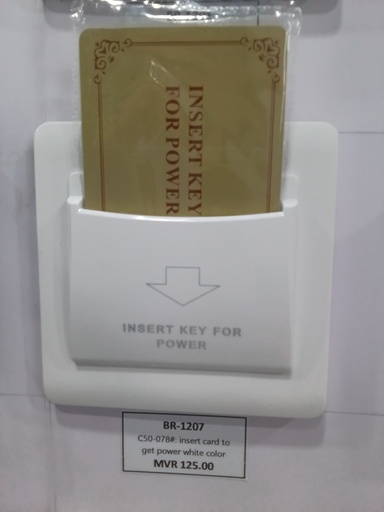 INSERT KEY
FOR POWER
INSERT KEY FOR
POWER
BR-1207
C50-078#: insert card to
get power white color
MVR 125.00